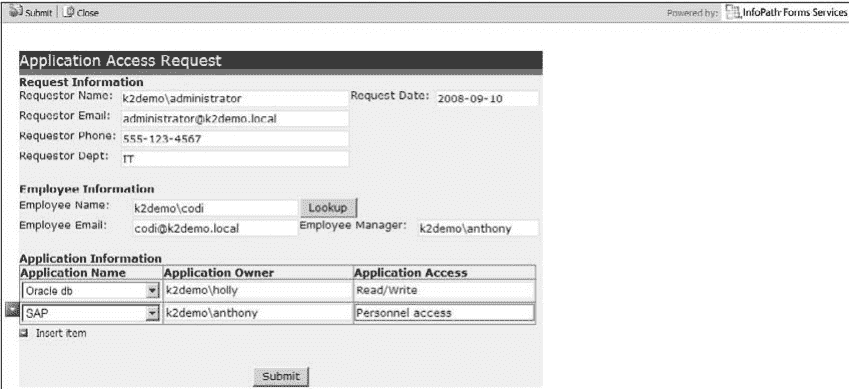 Submit Close Powered by: InfoPath Forms Services
Application Access Request
Request Information
Requestor Name: k2demo\administrator Request Date: 2008-09-10
Requestor Email: administrator@k2demo.local
Requestor Phone: 555-123-4567
Requestor Dept: IT
Employee Information
Employee Name: k2demo\codi Lookup
Employee Email: codi@k2demo.local Employee Manager: k2demo\anthony
Application Information
Application Name Application Owner Application Access
Oracle db k2demo\holly Read/Write
SAP k2demo\anthony Personnel access
Insert item
Submit